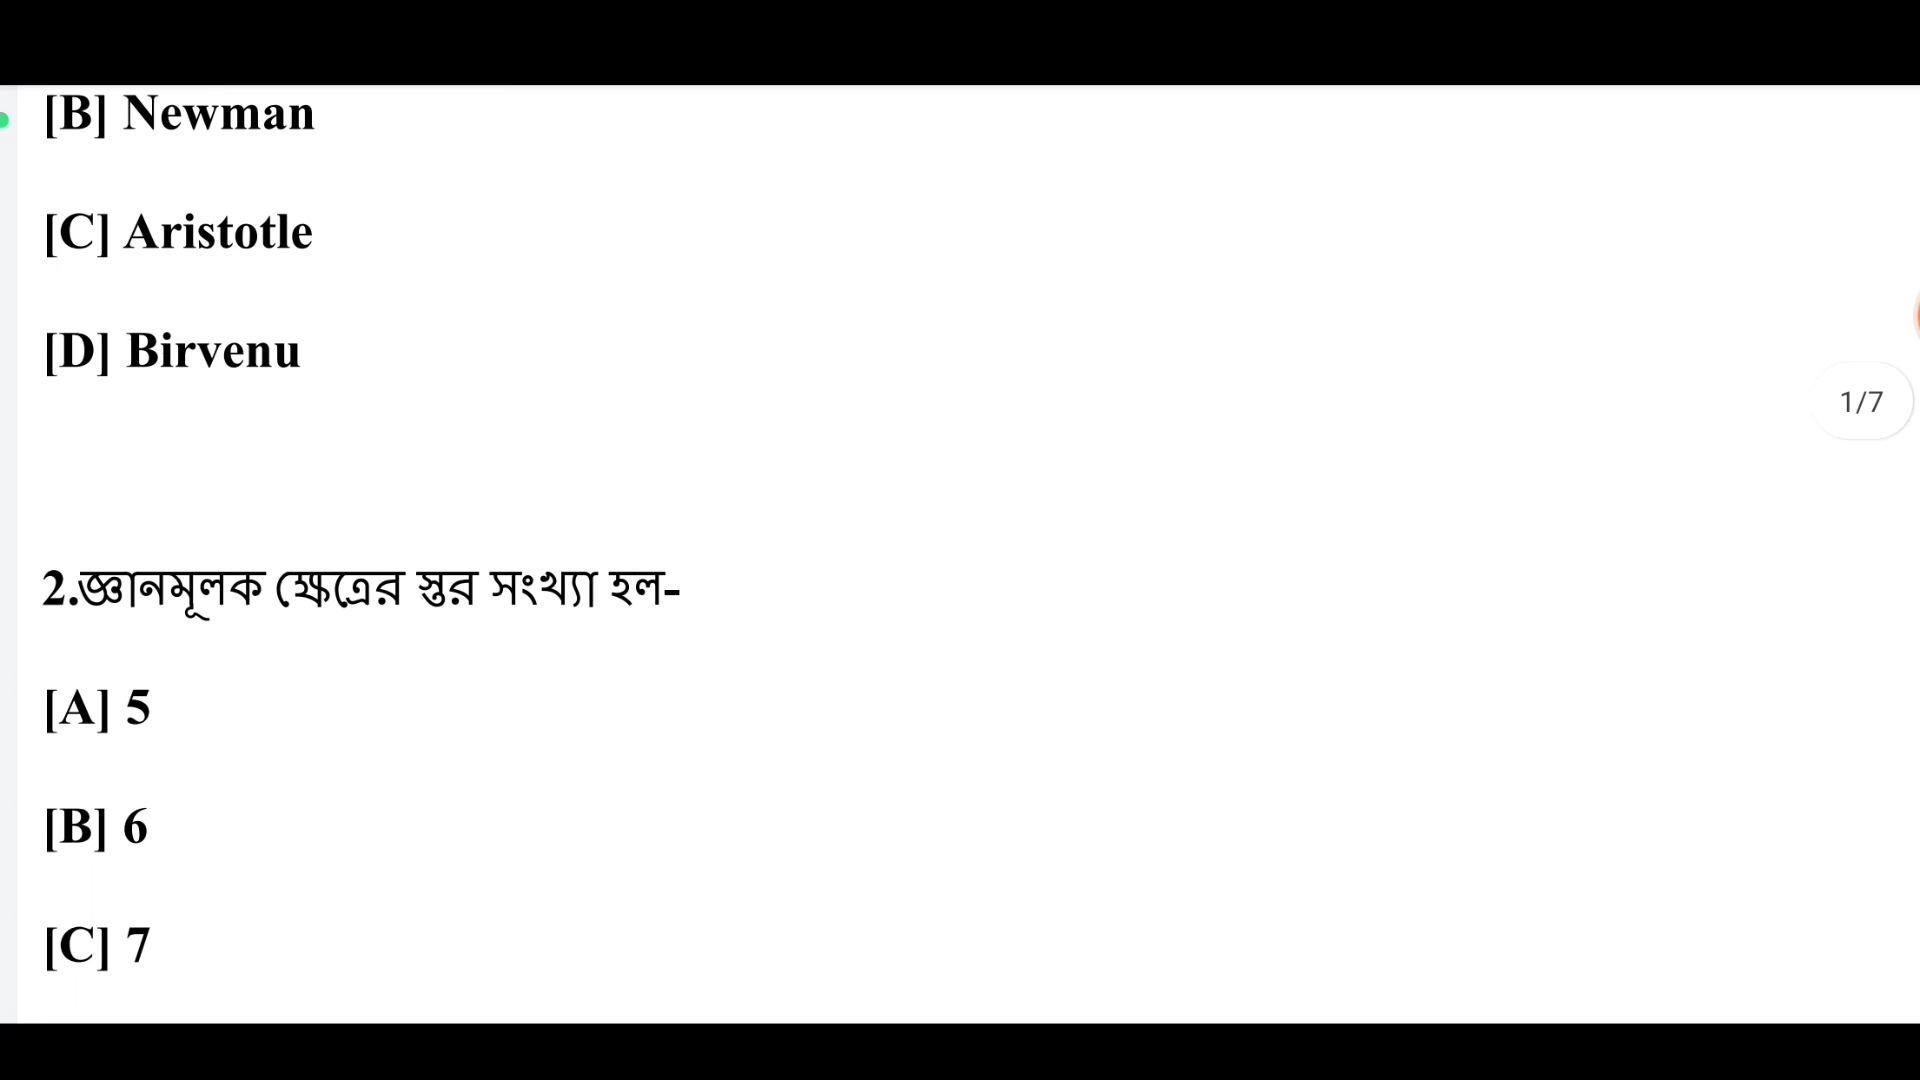 [B] Newman
[C] Aristotle
[D] Birvenu
1/7
2.জ্ঞানমূলক ক্ষেত্রের স্তর সংখ্যা হল-
[A] 5
[B] 6
[C] 7